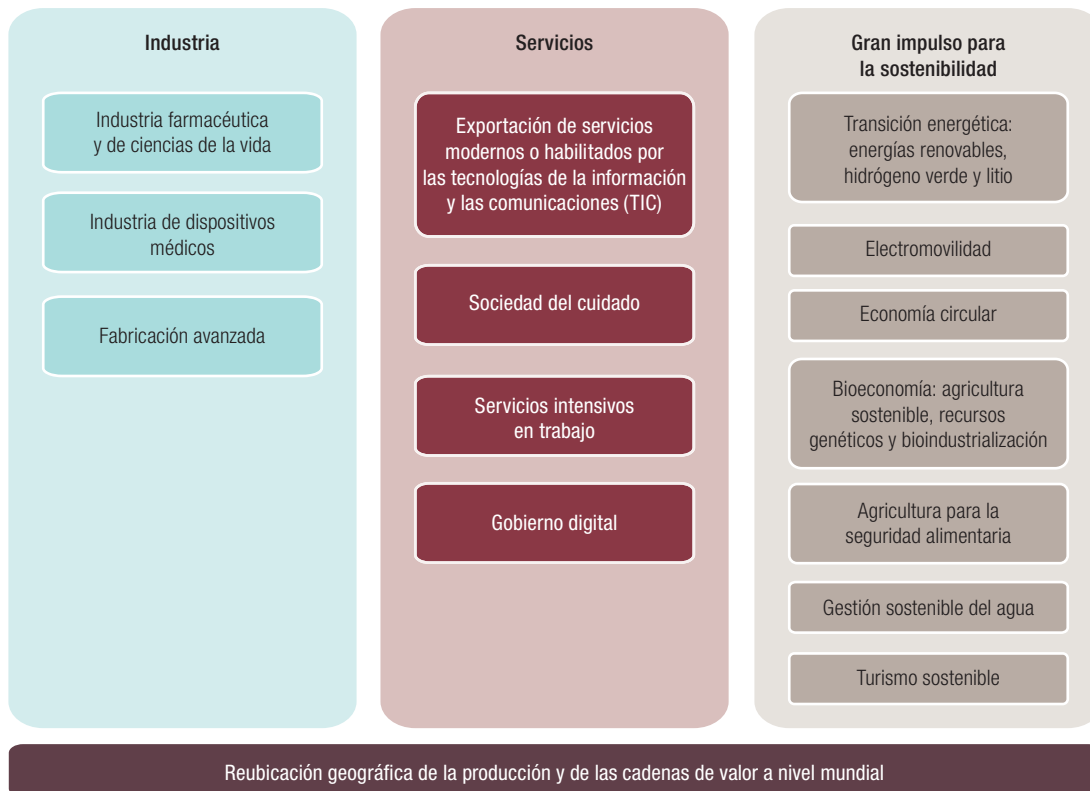 Industria
Industria farmacéutica
y de ciencias de la vida
Industria de dispositivos
médicos
Fabricación avanzada
Servicios
Exportación de servicios
modernos o habilitados por
las tecnologías de la información
y las comunicaciones (TIC)
Sociedad del cuidado
Servicios intensivos
en trabajo
Gobierno digital
Gran impulso para
la sostenibilidad
Transición energética:
energías renovables,
hidrógeno verde y litio
Electromovilidad
Economía circular
Bioeconomía: agricultura
sostenible, recursos
genéticos y bioindustrialización
Agricultura para la
seguridad alimentaria
Gestión sostenible del agua
Turismo sostenible
Reubicación geográfica de la producción y de las cadenas de valor a nivel mundial